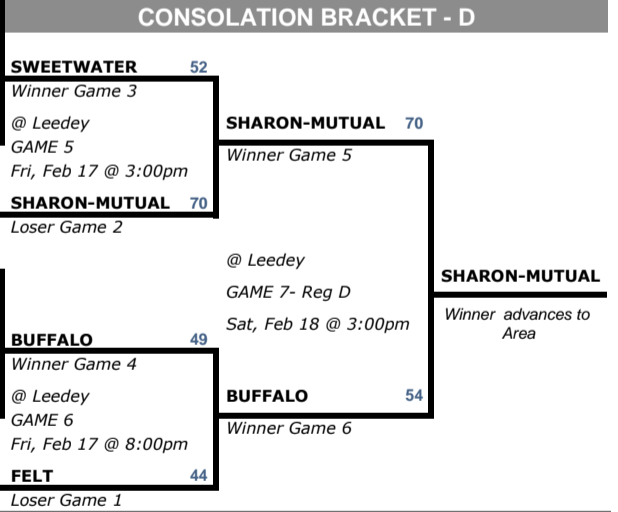 CONSOLATION BRACKET - D
SWEETWATER 52
Winner Game 3
@ Leedey
GAME 5
Fri, Feb 17 @ 3:00pm
SHARON-MUTUAL 70
Loser Game 2
SHARON-MUTUAL 70
Winner Game 5
@ Leedey
GAME 7- Reg D
Sat, Feb 18 @ 3:00pm
BUFFALO 54
Winner Game 6
SHARON-MUTUAL
Winner advances to
Area
BUFFALO 49
Winner Game 4
@ Leedey
GAME 6
Fri, Feb 17 @ 8:00pm
FELT 44
Loser Game 1